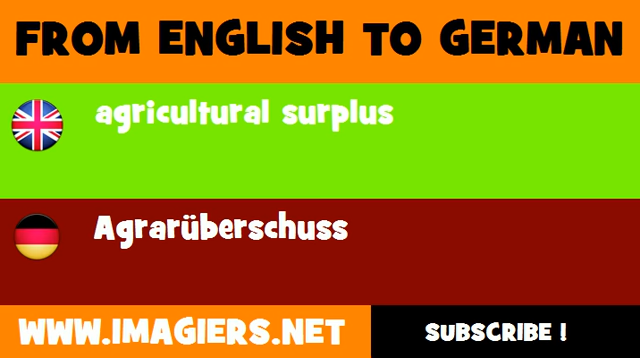 FROM ENGLISH TO GERMAN
agricultural surplus
Agrarüberschuss
WWW.IMAGIERS.NET
SUBSCRIBE !